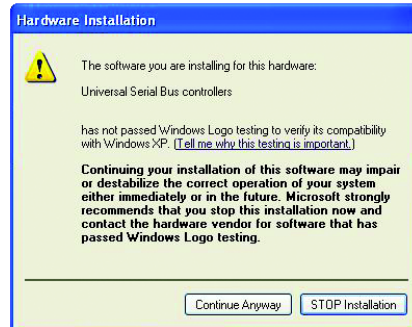 Hardware Installation
The software you are installing for this hardware:
Universal Serial Bus controllers
has not passed Windows Logo testing to verify its compatibility
with Windows XP. (Tell me why this testing is important.)
Continuing your installation of this software may impair
or destabilize the correct operation of your system
either immediately or in the future. Microsoft strongly
recommends that you stop this installation now and
contact the hardware vendor for software that has
passed Windows Logo testing.
Continue Anyway
STOP Installation